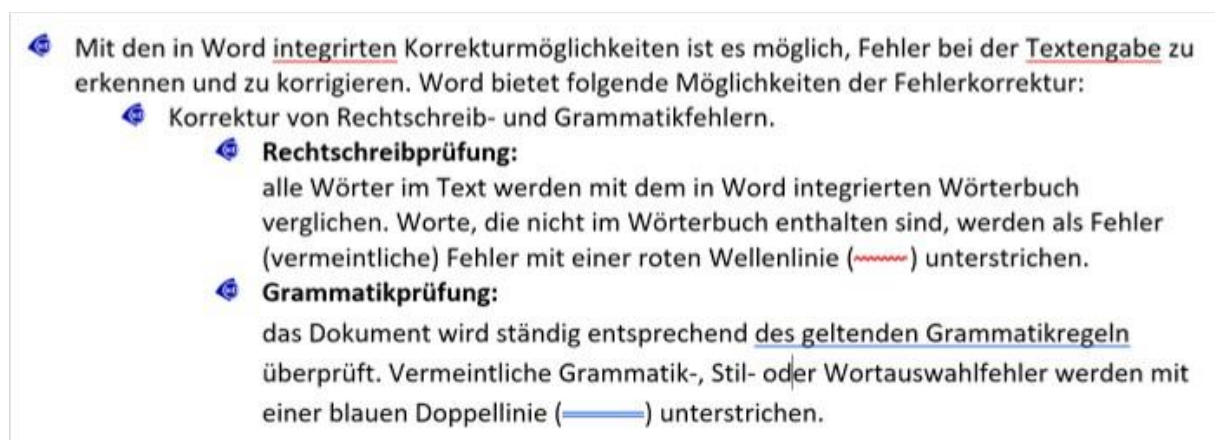 Mit den in Word integrirten Korrekturmöglichkeiten ist es möglich, Fehler bei der Textengabe zu
erkennen und zu korrigieren. Word bietet folgende Möglichkeiten der Fehlerkorrektur:
Korrektur von Rechtschreib- und Grammatikfehlern.
Rechtschreibprüfung:
alle Wörter im Text werden mit dem in Word integrierten Wörterbuch
verglichen. Worte, die nicht im Wörterbuch enthalten sind, werden als Fehler
(vermeintliche) Fehler mit einer roten Wellenlinie () unterstrichen.
Grammatikprüfung:
das Dokument wird ständig entsprechend des geltenden Grammatikregeln
überprüft. Vermeintliche Grammatik-, Stil- oder Wortauswahlfehler werden mit
einer blauen Doppellinie () unterstrichen.